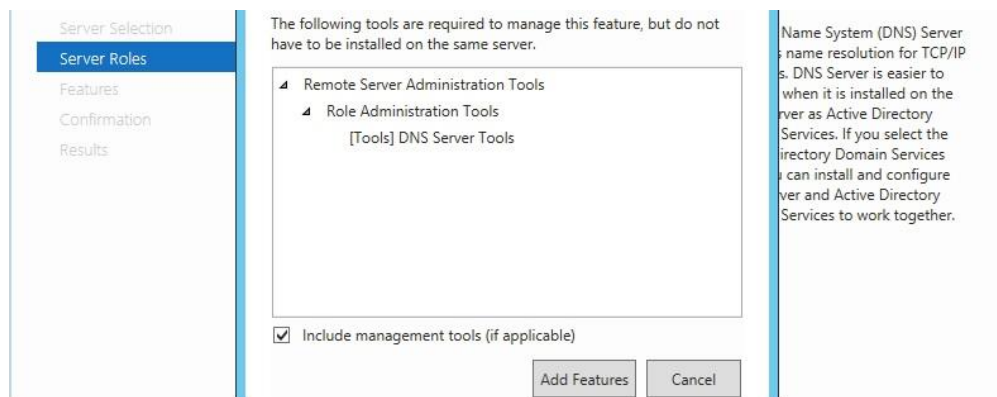 Server Selection
Server Roles
Features
Confirmation
Results
The following tools are required to manage this feature, but do not
have to be installed on the same server.
Remote Server Administration Tools
Role Administration Tools
[Tools] DNS Server Tools
Include management tools (if applicable)
Add Features
Cancel
Name System (DNS) Server
name resolution for TCP/IP
s. DNS Server is easier to
when it is installed on the
rver as Active Directory
Services. If you select the
irectory Domain Services
can install and configure
ver and Active Directory
Services to work together.